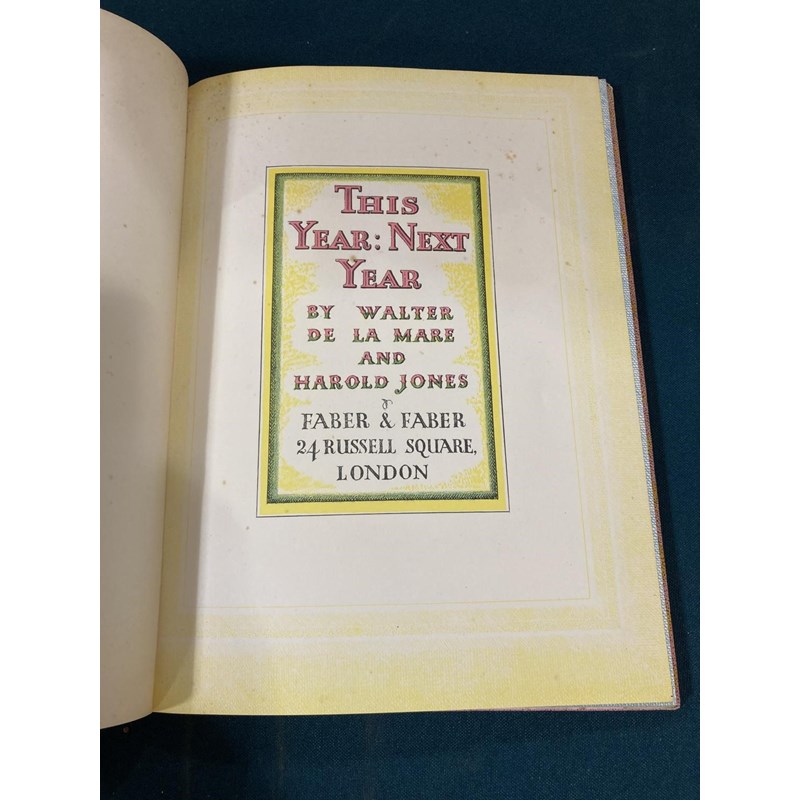 THIS
YEAR: NEXT
YEAR
BY WALTER
DE LA MARE
AND
HAROLD JONES
FABER & FABER
24 RUSSELL SQUARE,
LONDON